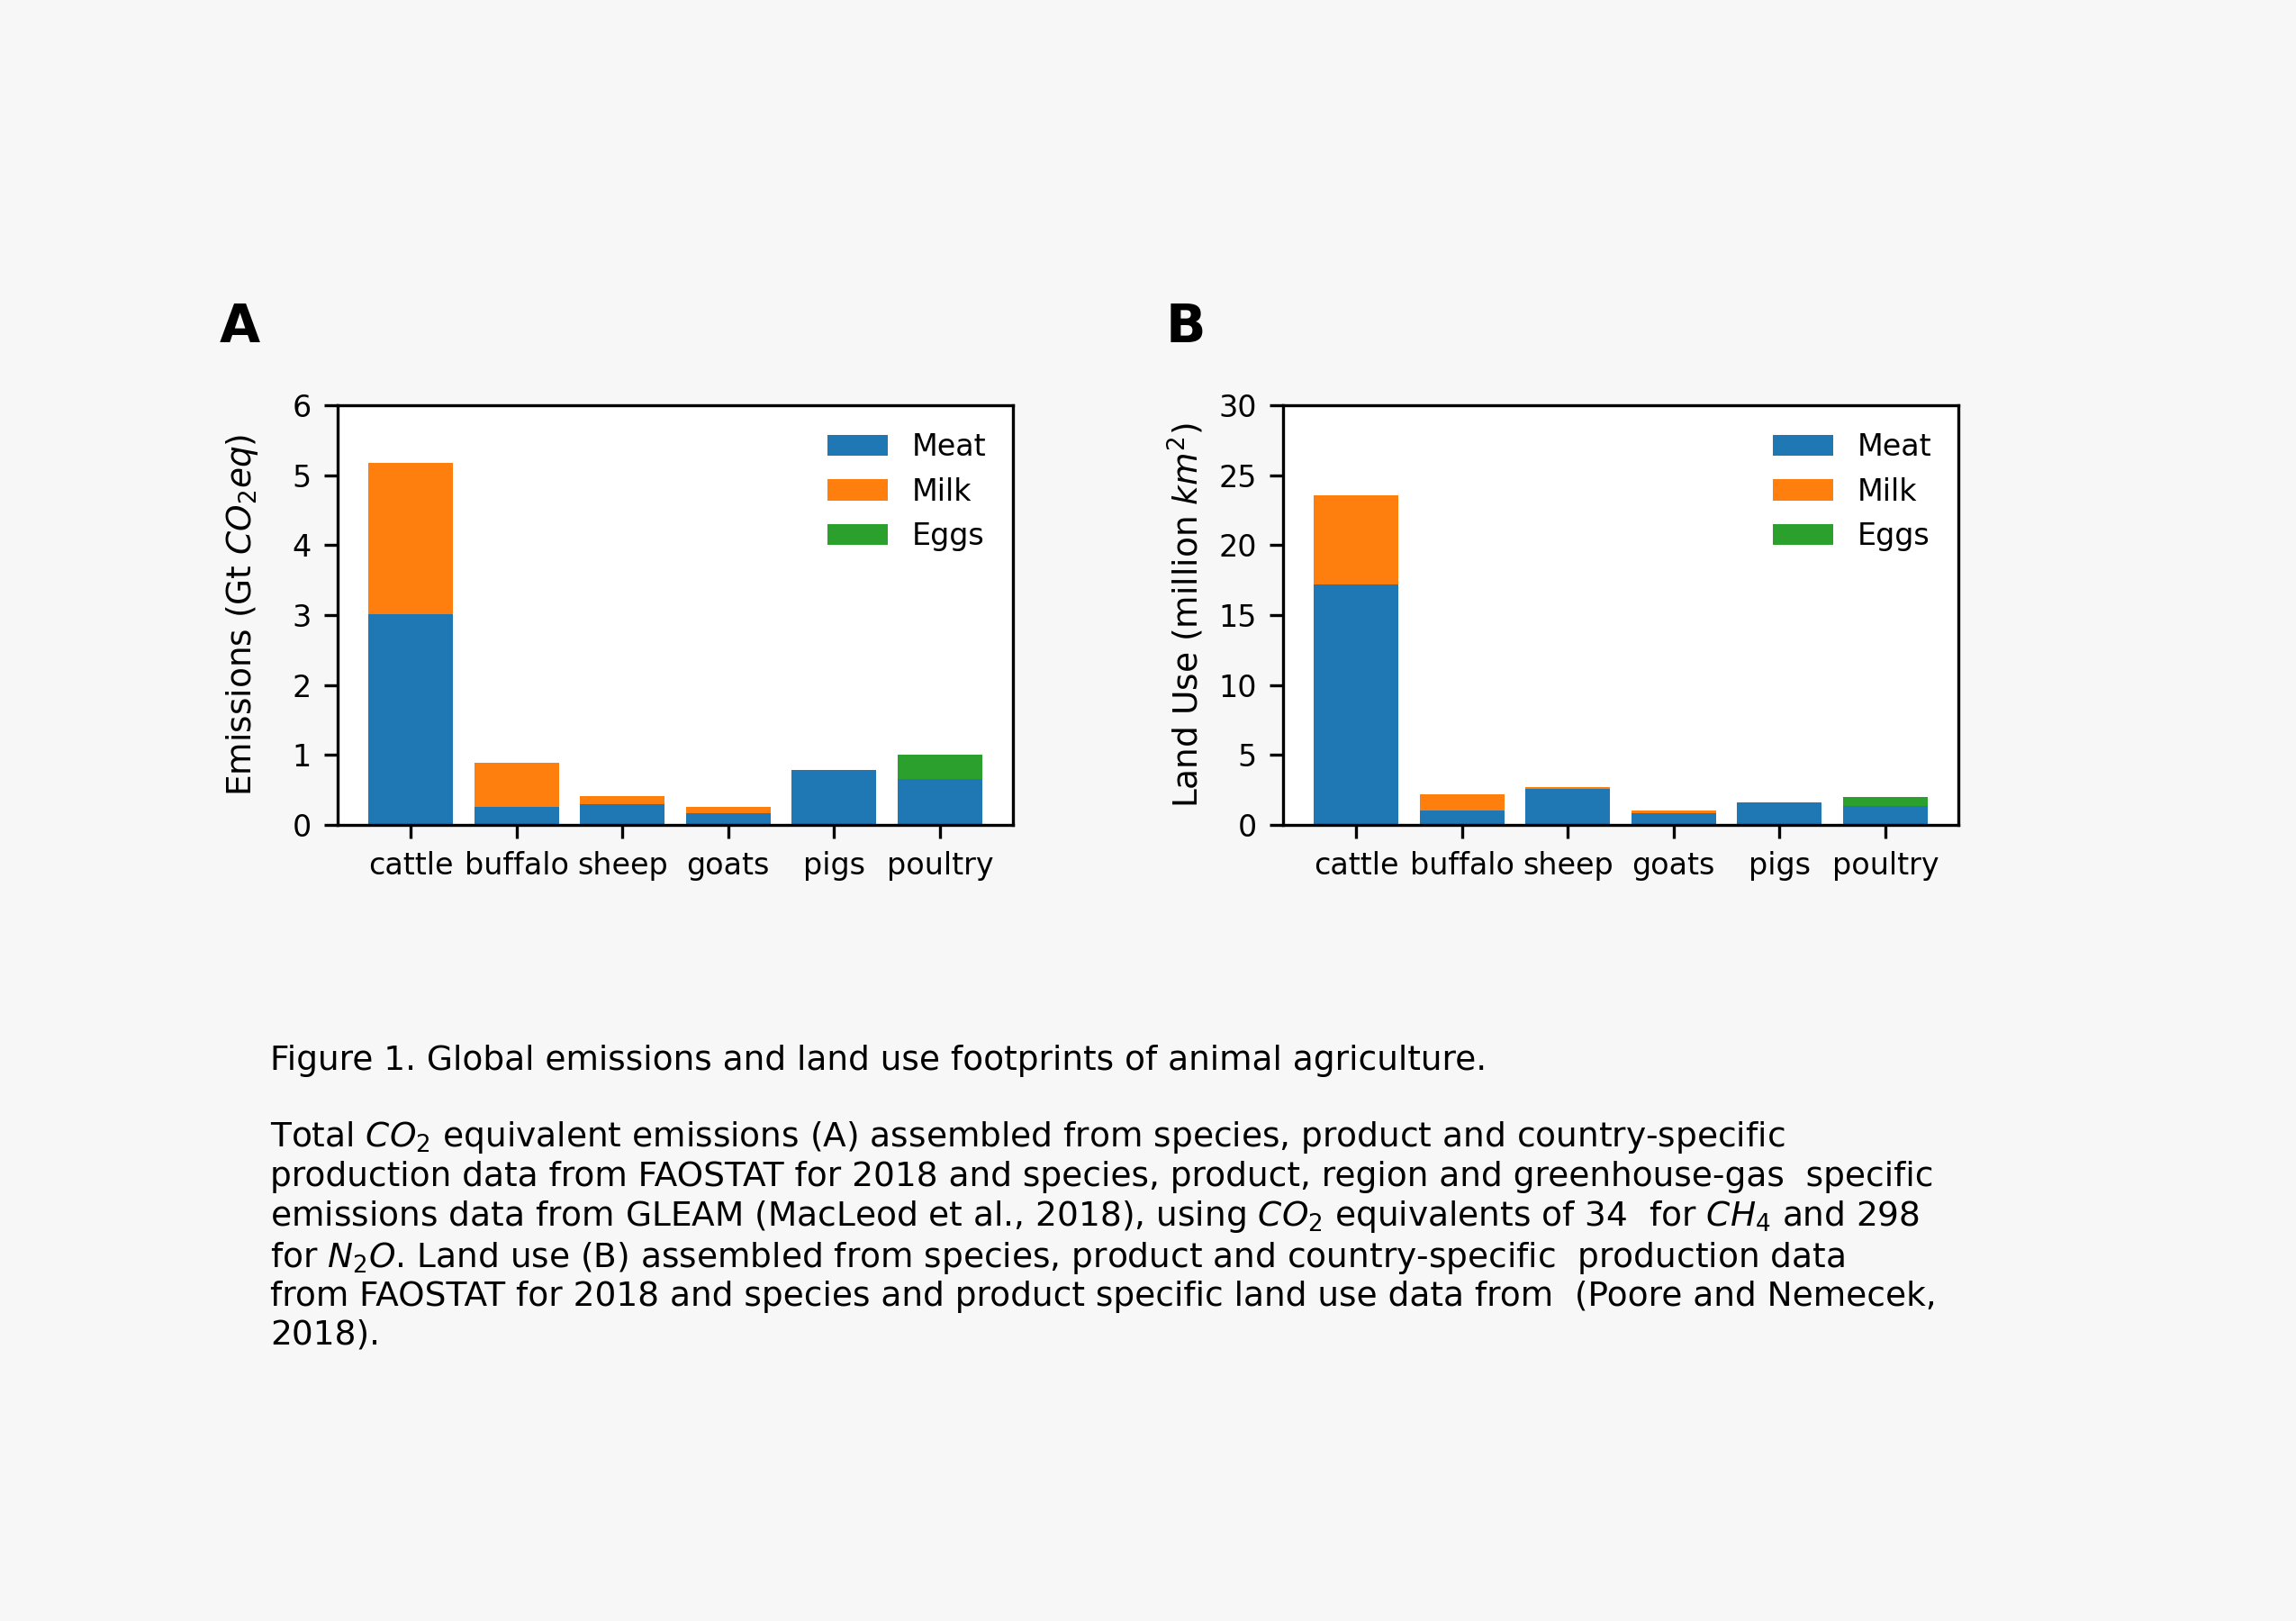 A
B
Emissions (Gt CO₂eq)
6
5
4
3
2
1
0
Meat
Milk
Eggs
cattle buffalo sheep goats pigs poultry
Land Use (million km²)
30
25
20
15
10
5
0
Meat
Milk
Eggs
cattle buffalo sheep goats pigs poultry
Figure 1. Global emissions and land use footprints of animal agriculture.
Total CO₂ equivalent emissions (A) assembled from species, product and country-specific
production data from FAOSTAT for 2018 and species, product, region and greenhouse-gas specific
emissions data from GLEAM (MacLeod et al., 2018), using CO₂ equivalents of 34 for CH₄ and 298
for N₂O. Land use (B) assembled from species, product and country-specific production data
from FAOSTAT for 2018 and species and product specific land use data from (Poore and Nemecek,
2018).